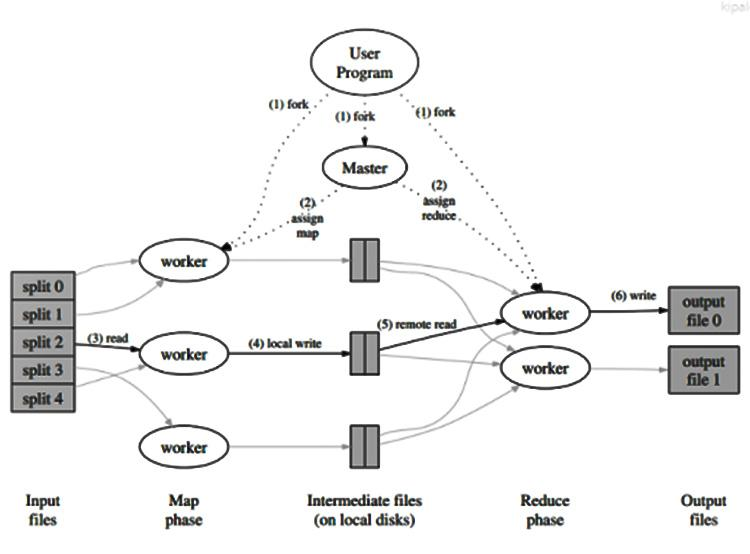 kipal
User
Program
(1) fork
(1) fork
(1) fork
Master
(2)
assign
map
(2)
assign
reduce
worker
split 0
split 1
split 2
split 3
split 4
(3) read
worker
(4) local write
(5) remote read
worker
(6) write
output
file 0
worker
output
file 1
worker
Input
files
Map
phase
Intermediate files
(on local disks)
Reduce
phase
Output
files